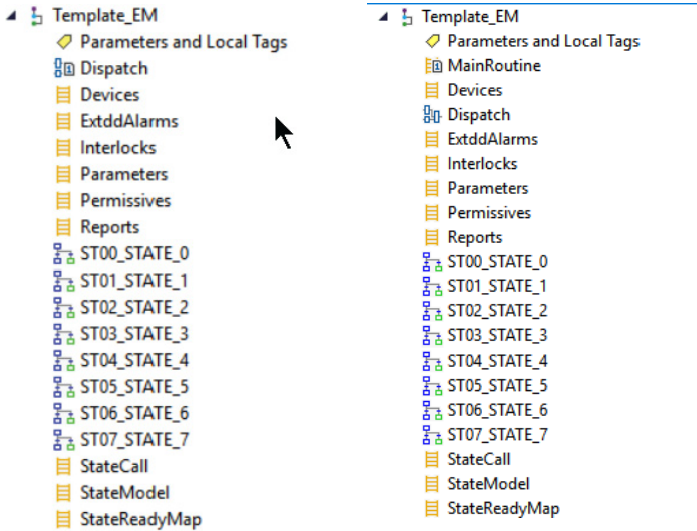 Template_EM
Parameters and Local Tags
Dispatch
Devices
ExtddAlarms
Interlocks
Parameters
Permissives
Reports
ST00_STATE_0
ST01_STATE_1
ST02_STATE_2
ST03_STATE_3
ST04_STATE_4
ST05_STATE_5
ST06_STATE_6
ST07_STATE_7
StateCall
StateModel
StateReadyMap
Template_EM
Parameters and Local Tags
MainRoutine
Devices
Dispatch
ExtddAlarms
Interlocks
Parameters
Permissives
Reports
ST00_STATE_0
ST01_STATE_1
ST02_STATE_2
ST03_STATE_3
ST04_STATE_4
ST05_STATE_5
ST06_STATE_6
ST07_STATE_7
StateCall
StateModel
StateReadyMap